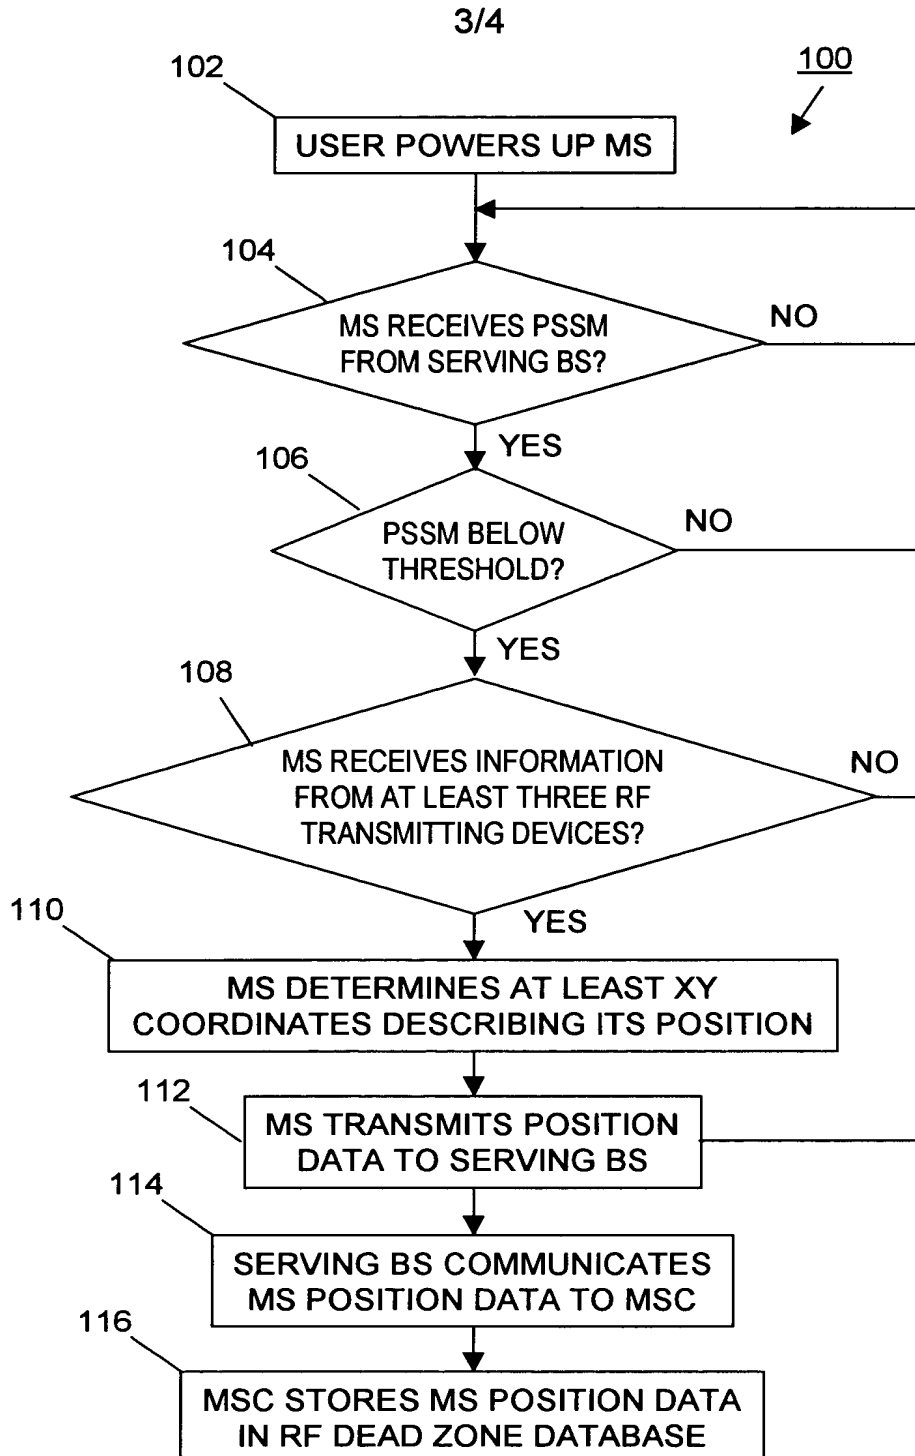 3/4
100
102
USER POWERS UP MS
104
MS RECEIVES PSSM
FROM SERVING BS?
NO
YES
106
PSSM BELOW
THRESHOLD?
NO
YES
108
MS RECEIVES INFORMATION
FROM AT LEAST THREE RF
TRANSMITTING DEVICES?
NO
YES
110
MS DETERMINES AT LEAST XY
COORDINATES DESCRIBING ITS POSITION
112
MS TRANSMITS POSITION
DATA TO SERVING BS
114
SERVING BS COMMUNICATES
MS POSITION DATA TO MSC
116
MSC STORES MS POSITION DATA
IN RF DEAD ZONE DATABASE